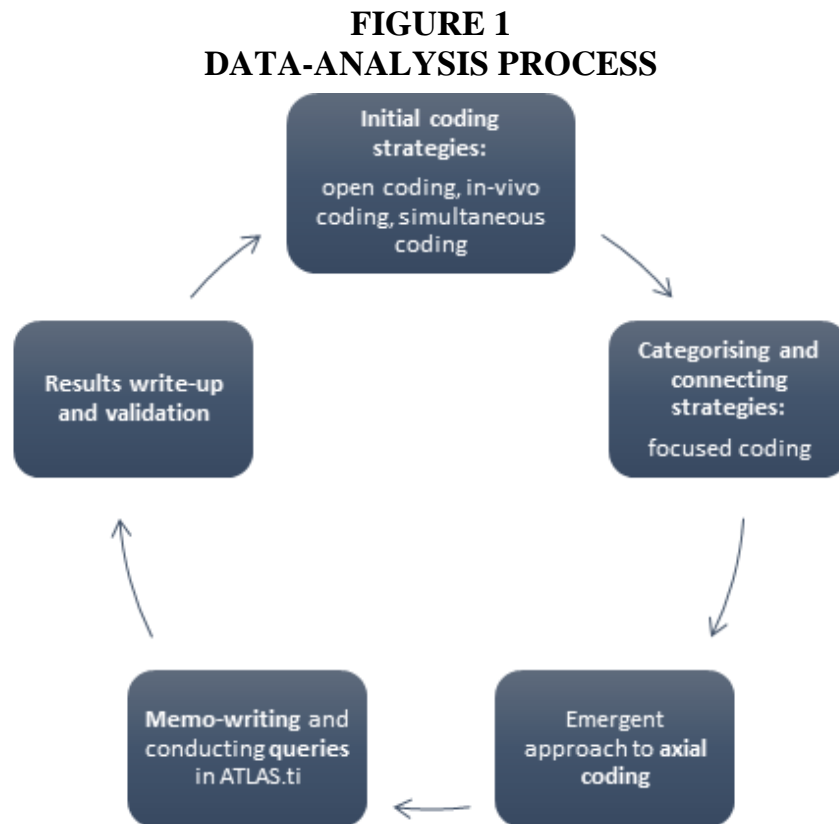 FIGURE 1
DATA-ANALYSIS PROCESS
Initial coding
strategies:
open coding, in-vivo
coding, simultaneous
coding
Categorising and
connecting
strategies:
focused coding
Emergent
approach to axial
coding
Memo-writing and
conducting queries
in ATLAS.ti
Results write-up
and validation